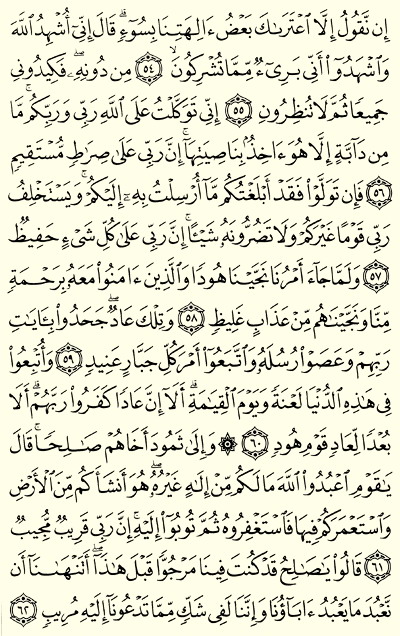 إِن نَّقُولُ إِلَّا ٱعْتَرَىٰكَ بَعْضُ ءَالِهَتِنَا بِسُوٓءٍۗ قَالَ إِنِّىٓ أُشْهِدُ ٱللَّهَ
وَٱشْهَدُوٓا۟ أَنِّى بَرِىٓءٌ مِّمَّا تُشْرِكُونَۙ ﴿٥٤﴾ مِن دُونِهِۦۖ فَكِيدُونِى
جَمِيعًا ثُمَّ لَا تُنظِرُونِ ﴿٥٥﴾ إِنِّى تَوَكَّلْتُ عَلَى ٱللَّهِ رَبِّى وَرَبِّكُمۚ مَّا
مِن دَآبَّةٍ إِلَّا هُوَ ءَاخِذٌۢ بِنَاصِيَتِهَآۚ إِنَّ رَبِّى عَلَىٰ صِرَٰطٍ مُّسْتَقِيمٍ
﴿٥٦﴾ فَإِن تَوَلَّوْا۟ فَقَدْ أَبْلَغْتُكُم مَّآ أُرْسِلْتُ بِهِۦٓ إِلَيْكُمْۚ وَيَسْتَخْلِفُ
رَبِّى قَوْمًا غَيْرَكُمْ وَلَا تَضُرُّونَهُۥ شَيْـًٔاۚ إِنَّ رَبِّى عَلَىٰ كُلِّ شَىْءٍ حَفِيظٌ
﴿٥٧﴾ وَلَمَّا جَآءَ أَمْرُنَا نَجَّيْنَا هُودًا وَٱلَّذِينَ ءَامَنُوا۟ مَعَهُۥ بِرَحْمَةٍ
مِّنَّا وَنَجَّيْنَٰهُم مِّنْ عَذَابٍ غَلِيظٍ ﴿٥٨﴾ وَتِلْكَ عَادٌۖ جَحَدُوا۟ بِـَٔايَٰتِ
رَبِّهِمْ وَعَصَوْا۟ رُسُلَهُۥ وَٱتَّبَعُوٓا۟ أَمْرَ كُلِّ جَبَّارٍ عَنِيدٍ ﴿٥٩﴾ وَأُتْبِعُوا۟
فِى هَٰذِهِ ٱلدُّنْيَا لَعْنَةً وَيَوْمَ ٱلْقِيَٰمَةِۗ أَلَآ إِنَّ عَادًا كَفَرُوا۟ رَبَّهُمْۗ أَلَا
بُعْدًا لِّعَادٍ قَوْمِ هُودٍ ﴿٦٠﴾ ۞ وَإِلَىٰ ثَمُودَ أَخَاهُمْ صَٰلِحًاۚ قَالَ
يَٰقَوْمِ ٱعْبُدُوا۟ ٱللَّهَ مَا لَكُم مِّنْ إِلَٰهٍ غَيْرُهُۥۖ هُوَ أَنشَأَكُم مِّنَ ٱلْأَرْضِ
وَٱسْتَعْمَرَكُمْ فِيهَا فَٱسْتَغْفِرُوهُ ثُمَّ تُوبُوٓا۟ إِلَيْهِۚ إِنَّ رَبِّى قَرِيبٌ مُّجِيبٌ
﴿٦١﴾ قَالُوا۟ يَٰصَٰلِحُ قَدْ كُنتَ فِينَا مَرْجُوًّا قَبْلَ هَٰذَآۖ أَتَنْهَىٰنَآ أَن
نَّعْبُدَ مَا يَعْبُدُ ءَابَآؤُنَا وَإِنَّنَا لَفِى شَكٍّ مِّمَّا تَدْعُونَآ إِلَيْهِ مُرِيبٍ ﴿٦٢﴾